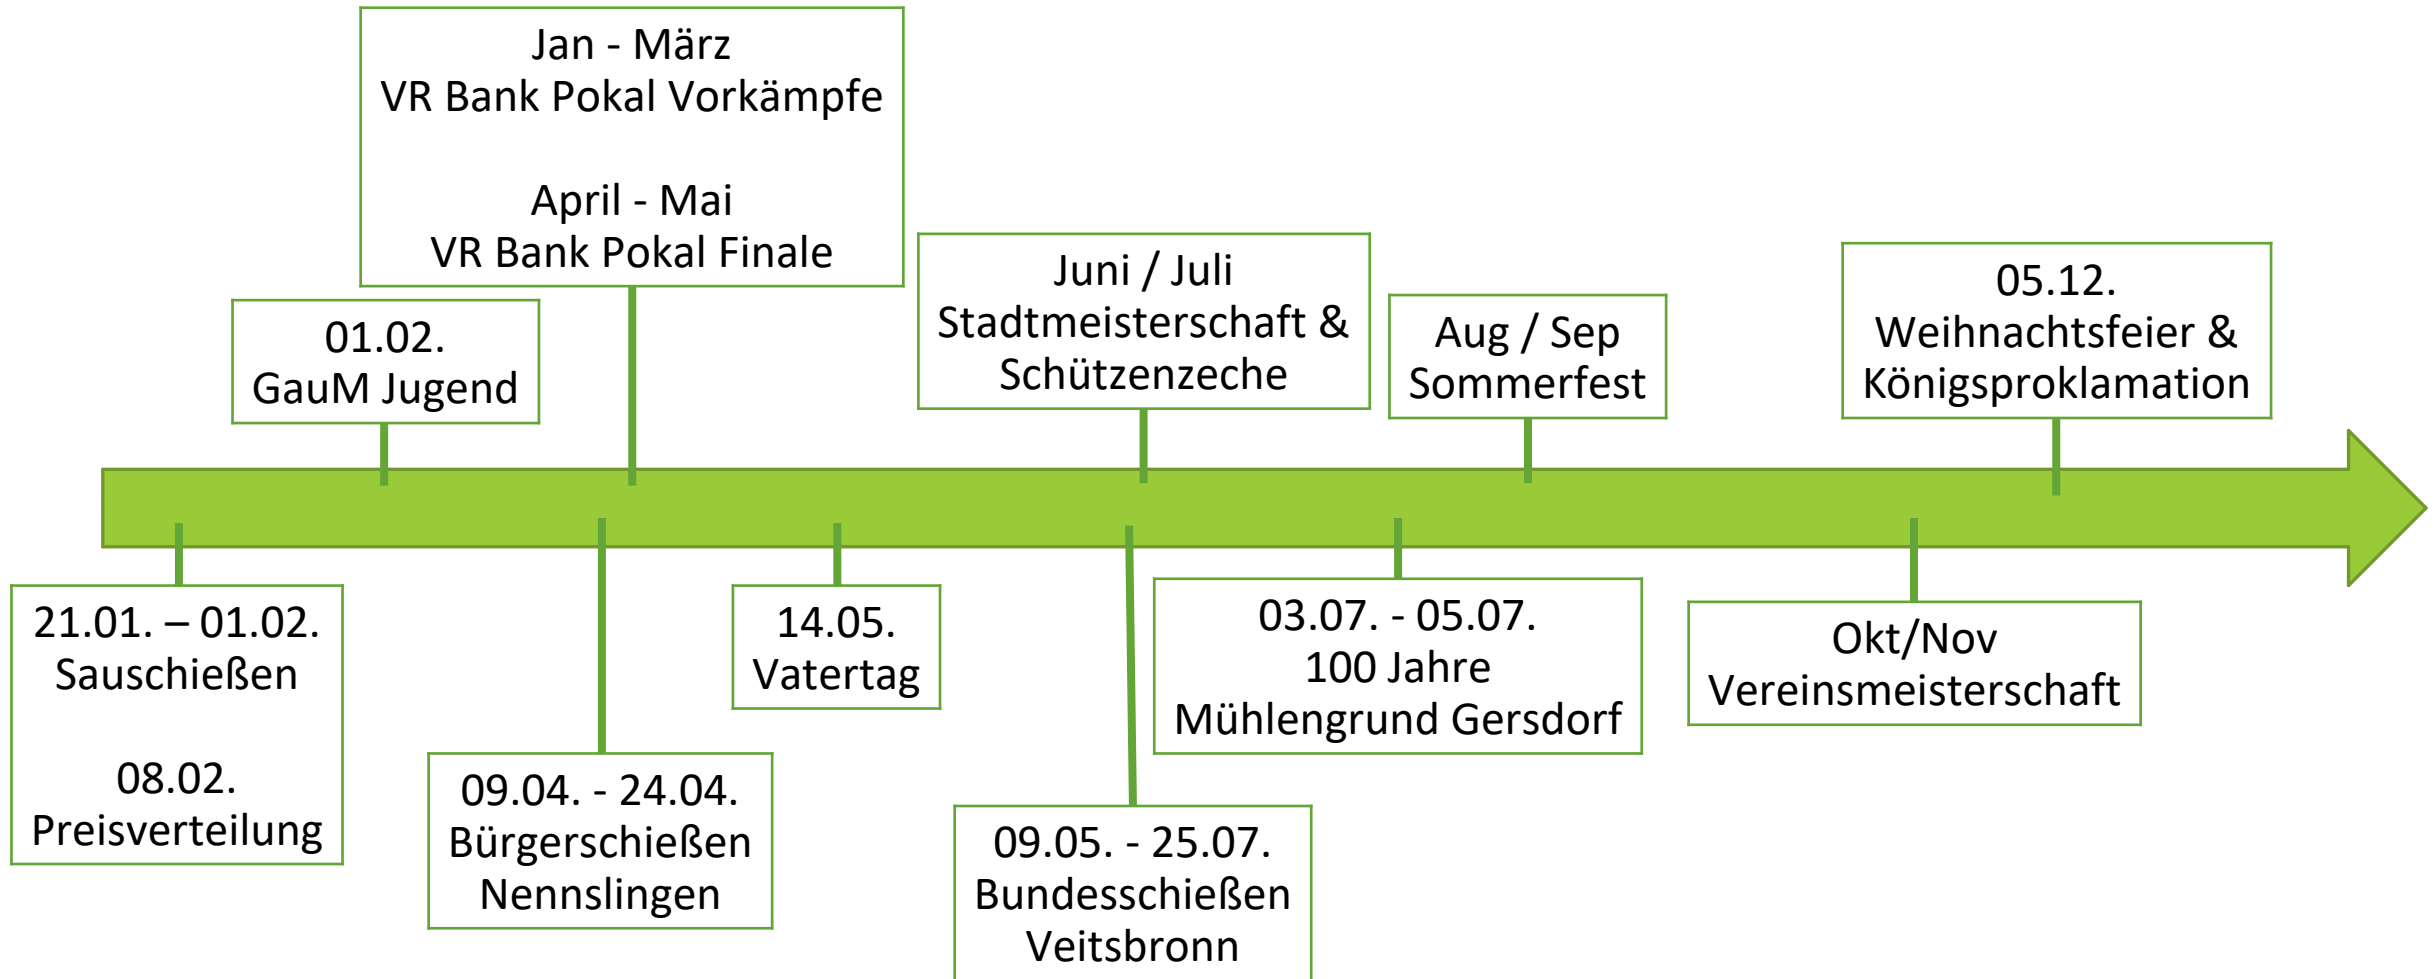 Jan - März
VR Bank Pokal Vorkämpfe
April - Mai
VR Bank Pokal Finale
01.02.
GauM Jugend
Juni / Juli
Stadtmeisterschaft &
Schützenzeche
Aug / Sep
Sommerfest
05.12.
Weihnachtsfeier &
Königsproklamation
21.01. – 01.02.
Sauschießen
08.02.
Preisverteilung
09.04. - 24.04.
Bürgerschießen
Nennslingen
14.05.
Vatertag
09.05. - 25.07.
Bundesschießen
Veitsbronn
03.07. - 05.07.
100 Jahre
Mühlengrund Gersdorf
Okt/Nov
Vereinsmeisterschaft